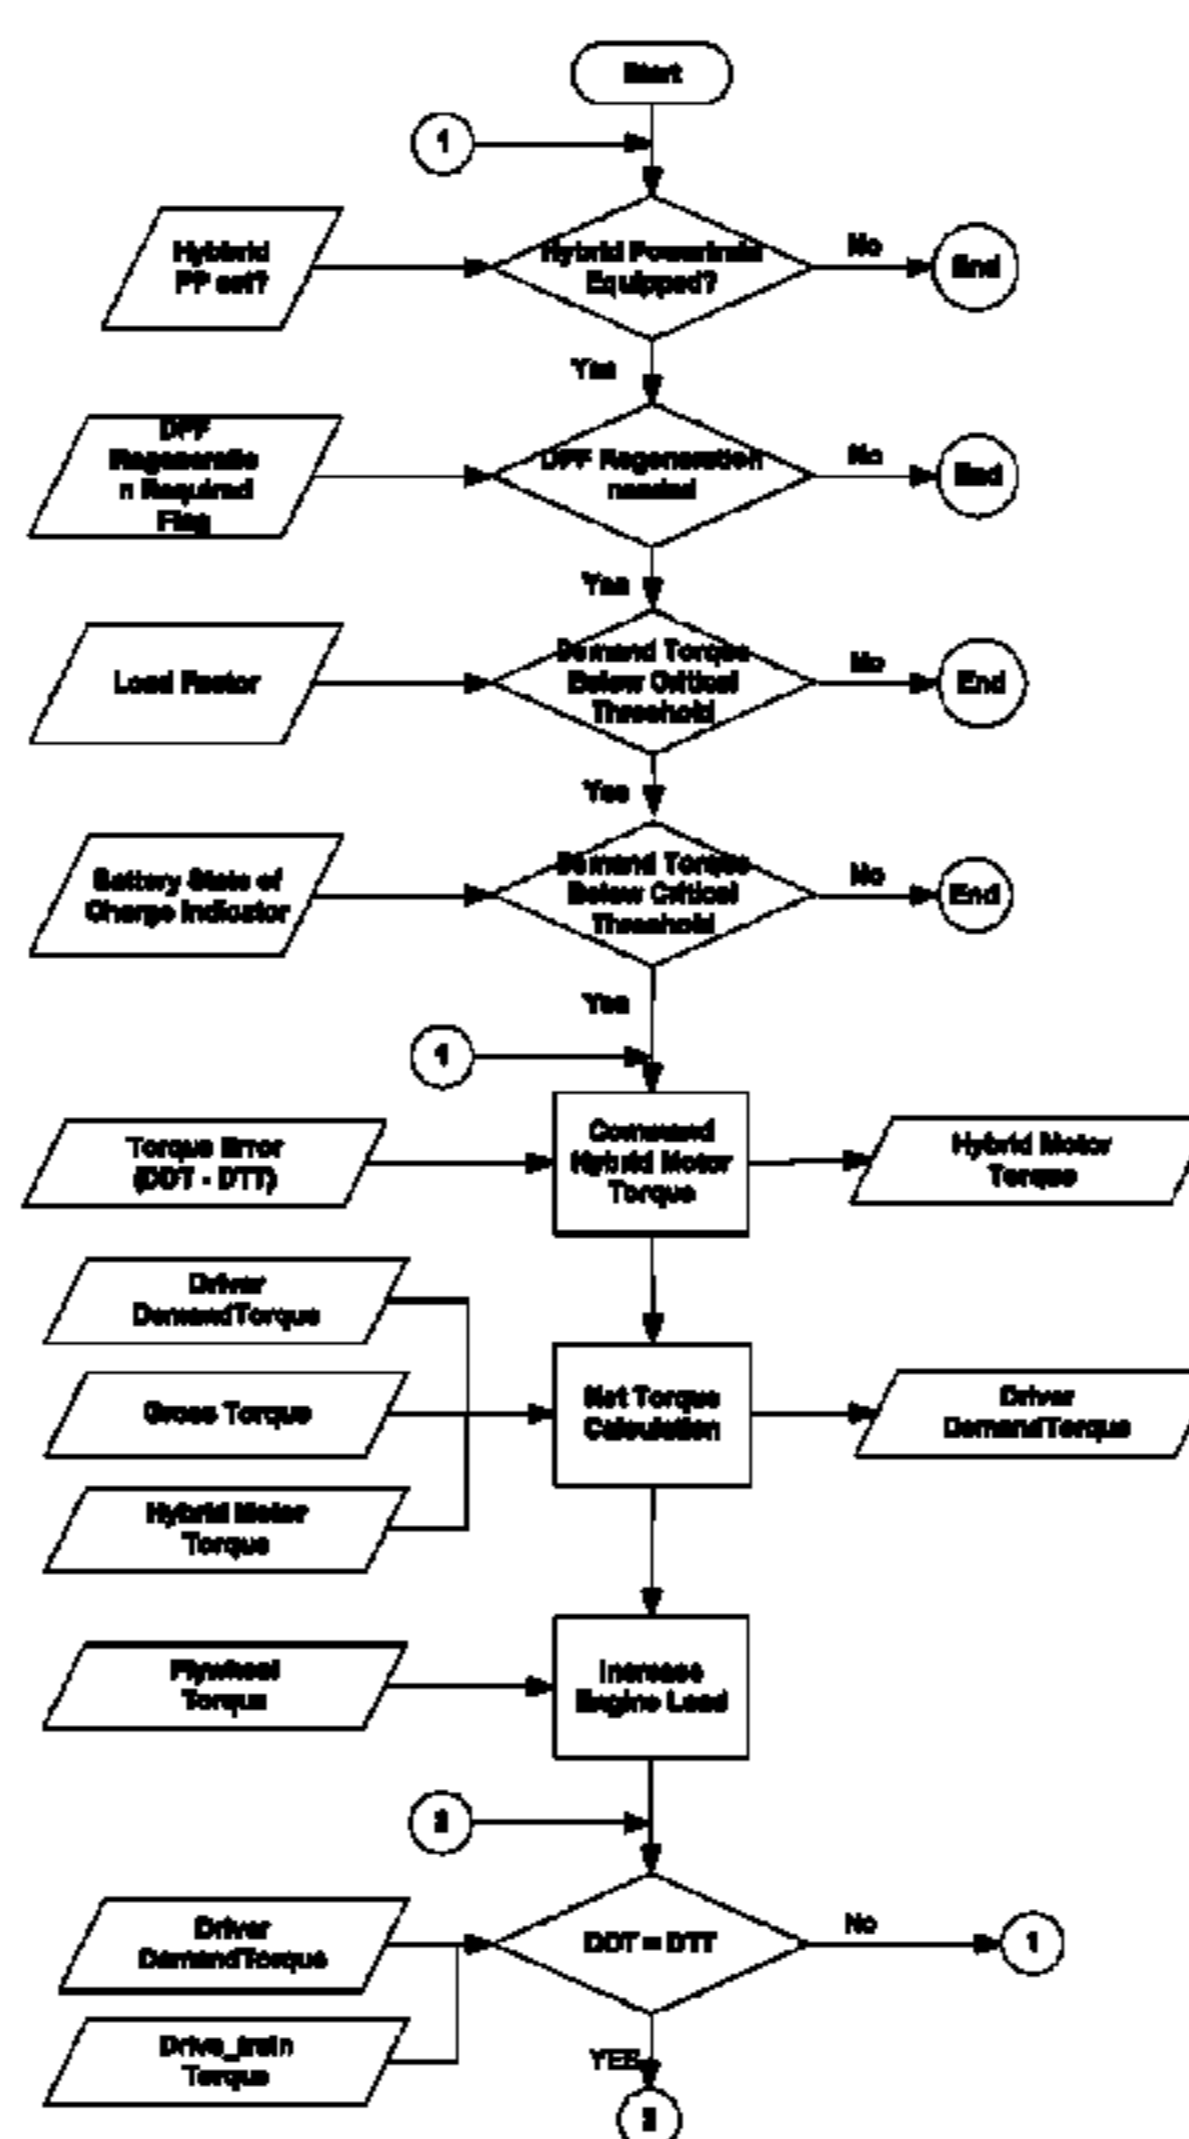 Start
1
Hybrid
PP set?
Hybrid Powertrain
Equipped?
No
End
Yes
DPF
Regeneratio
n Required
Flag
DPF Regeneration
needed
No
End
Yes
Load Factor
Demand Torque
Below Critical
Threshold
No
End
Yes
Battery State of
Charge Indicator
Demand Torque
Below Critical
Threshold
No
End
Yes
1
Torque Error
(DDT - DTT)
Command
Hybrid Motor
Torque
Hybrid Motor
Torque
Driver
DemandTorque
Gross Torque
Hybrid Motor
Torque
Net Torque
Calculation
Driver
DemandTorque
Flywheel
Torque
Increase
Engine Load
Driver
DemandTorque
Drive_train
Torque
DDT = DTT
No
1
YES